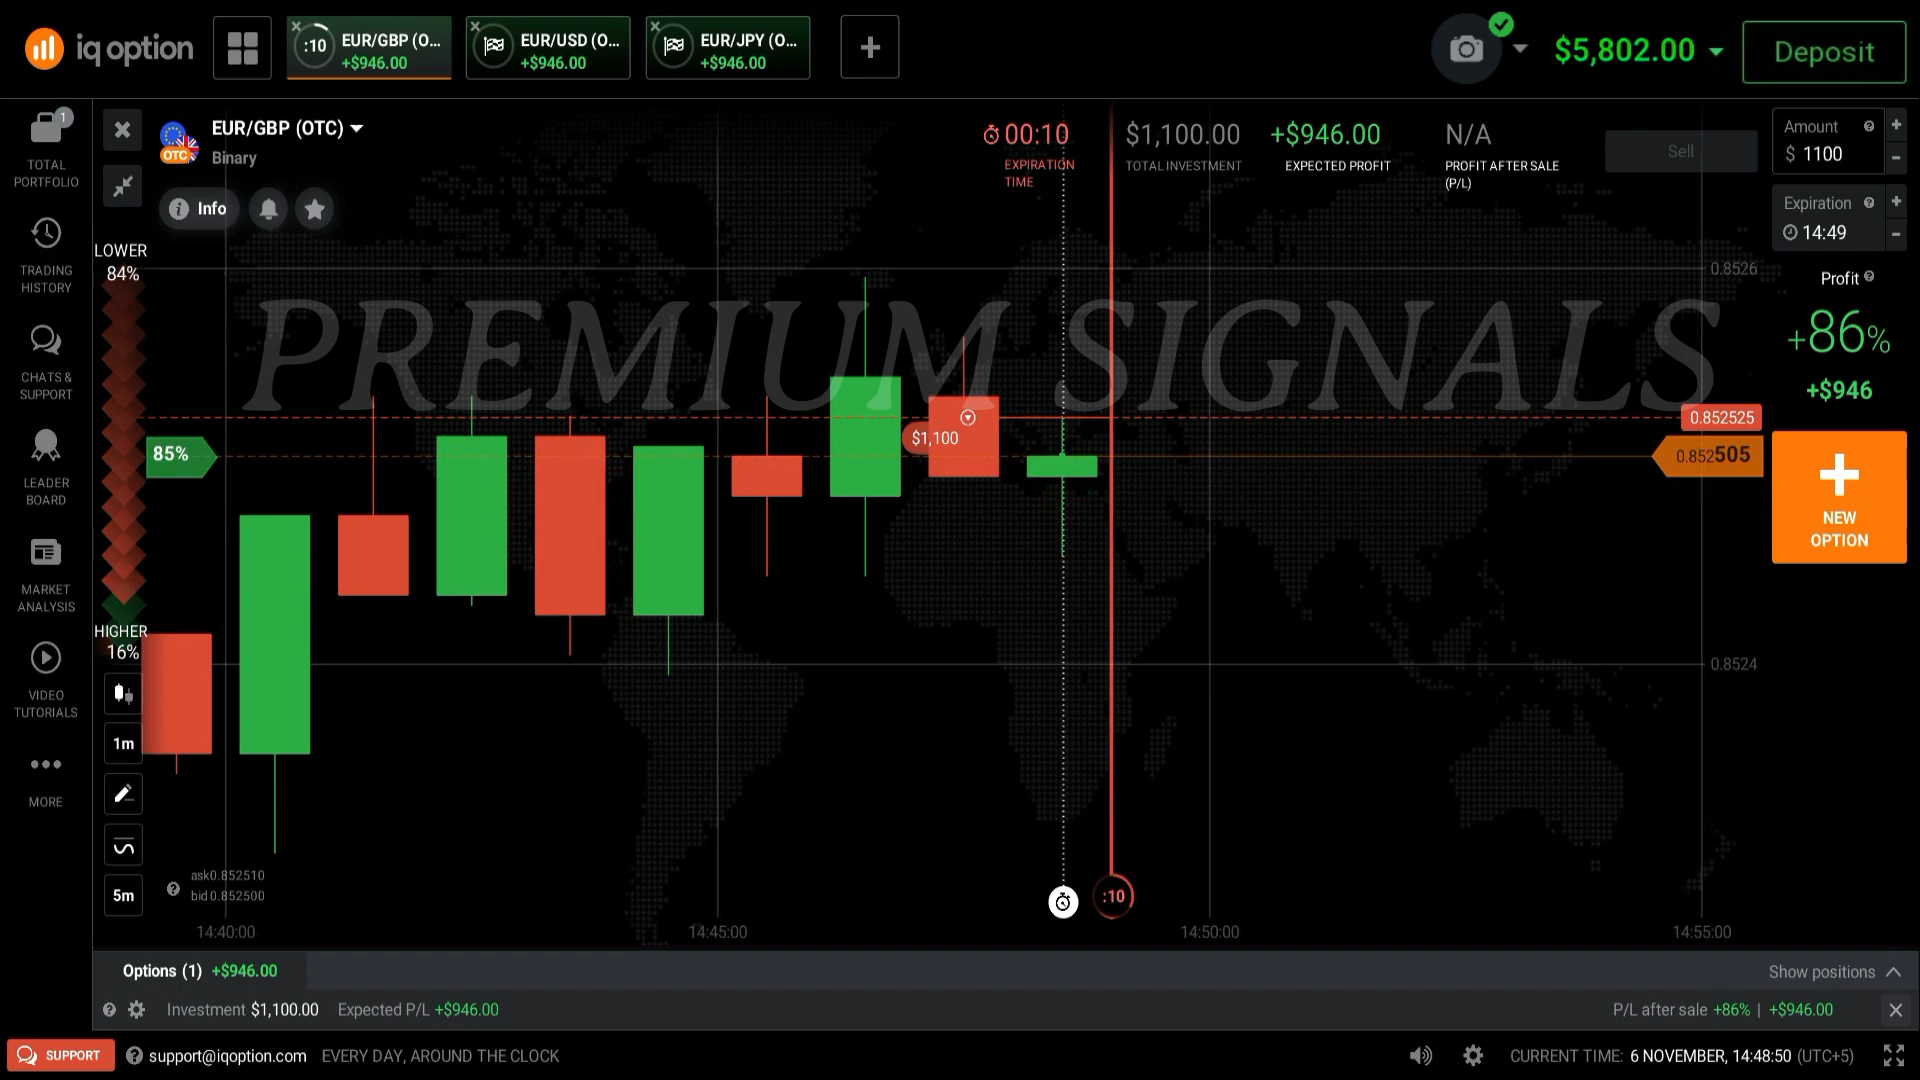 iq option
:10
EUR/GBP (O...
+$946.00
EUR/USD (O...
+$946.00
EUR/JPY (O...
+$946.00
$5,802.00
Deposit
1
TOTAL
PORTFOLIO
TRADING
HISTORY
CHATS &
SUPPORT
LEADER
BOARD
MARKET
ANALYSIS
VIDEO
TUTORIALS
MORE
OTC
EUR/GBP (OTC)
Binary
Info
00:10
EXPIRATION
TIME
$1,100.00
TOTAL INVESTMENT
+$946.00
EXPECTED PROFIT
N/A
PROFIT AFTER SALE
(P/L)
Sell
Amount
$ 1100
Expiration
14:49
Profit
+86%
+$946
NEW
OPTION
LOWER
84%
85%
HIGHER
16%
1m
5m
PREMIUM SIGNALS
$1,100
0.8526
0.852525
0.852505
0.8524
ask0.852510
bid0.852500
:10
14:40:00
14:45:00
14:50:00
14:55:00
Options (1) +$946.00
Show positions
Investment $1,100.00 Expected P/L +$946.00
P/L after sale +86% | +$946.00
SUPPORT
support@iqoption.com
EVERY DAY, AROUND THE CLOCK
CURRENT TIME: 6 NOVEMBER, 14:48:50 (UTC+5)